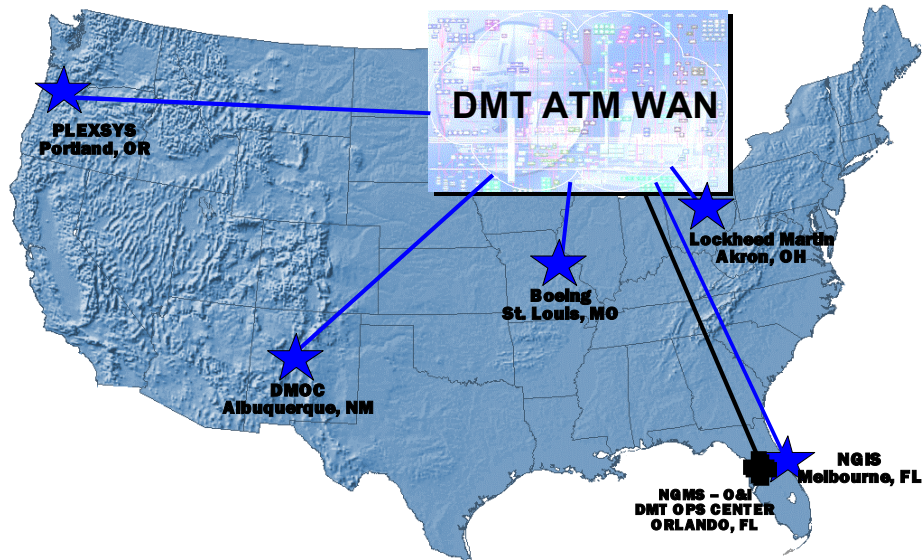 DMT ATM WAN
PLEXSYS
Portland, OR
Lockheed Martin
Akron, OH
Boeing
St. Louis, MO
DMOC
Albuquerque, NM
NGIS
Melbourne, FL
NGMS – O&I
DMT OPS CENTER
ORLANDO, FL